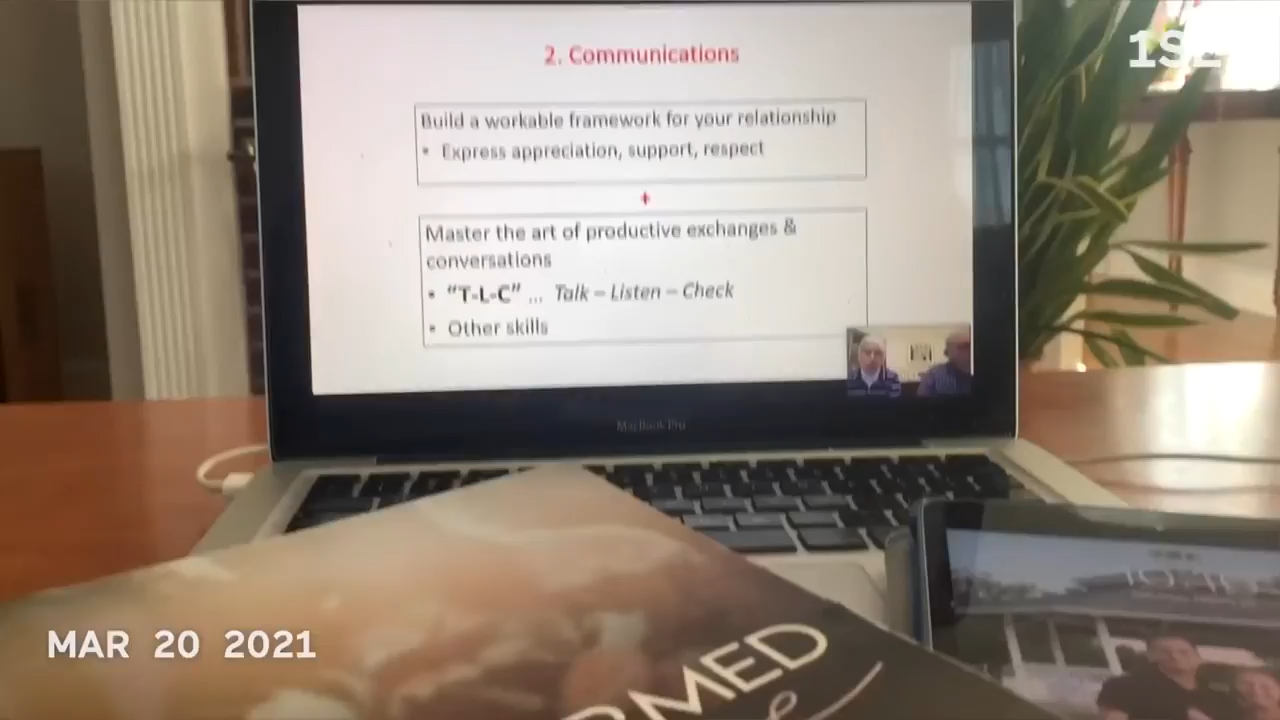 2. Communications
Build a workable framework for your relationship
• Express appreciation, support, respect
+
Master the art of productive exchanges &
conversations
• "T-L-C" ... Talk – Listen – Check
• Other skills
MacBook Pro
MAR 20 2021